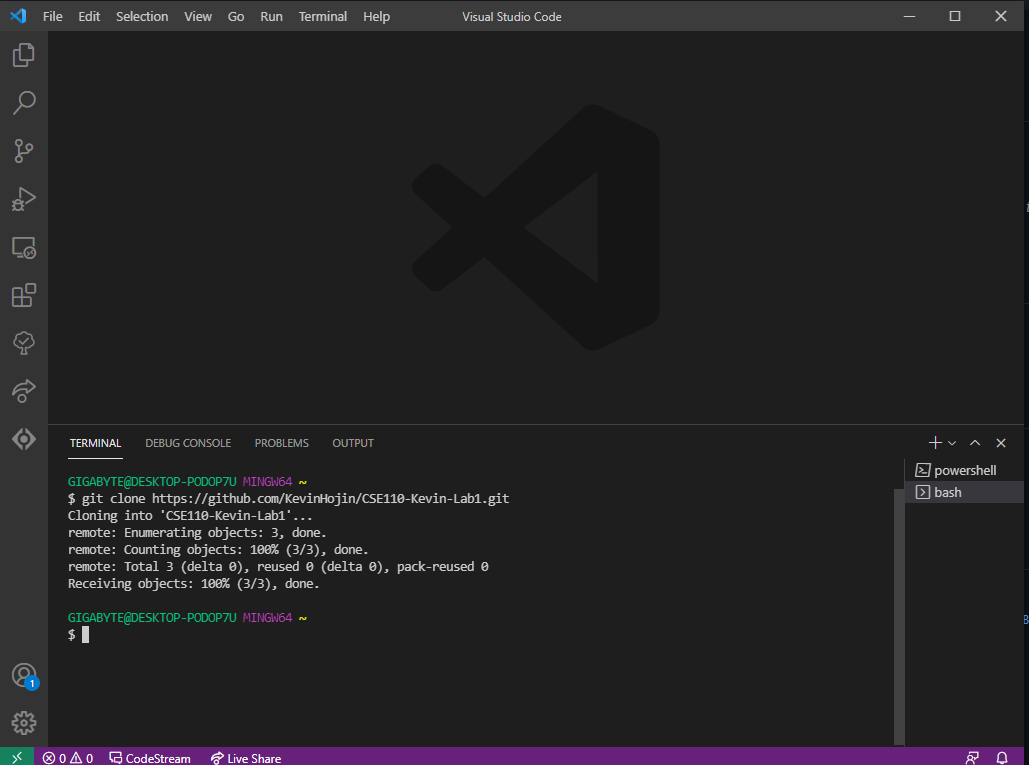 File Edit Selection View Go Run Terminal Help Visual Studio Code
TERMINAL DEBUG CONSOLE PROBLEMS OUTPUT
powershell
bash
GIGABYTE@DESKTOP-PODOP7U MINGW64 ~
$ git clone https://github.com/KevinHojin/CSE110-Kevin-Lab1.git
Cloning into 'CSE110-Kevin-Lab1'...
remote: Enumerating objects: 3, done.
remote: Counting objects: 100% (3/3), done.
remote: Total 3 (delta 0), reused 0 (delta 0), pack-reused 0
Receiving objects: 100% (3/3), done.
GIGABYTE@DESKTOP-PODOP7U MINGW64 ~
$
1
0 0 CodeStream Live Share